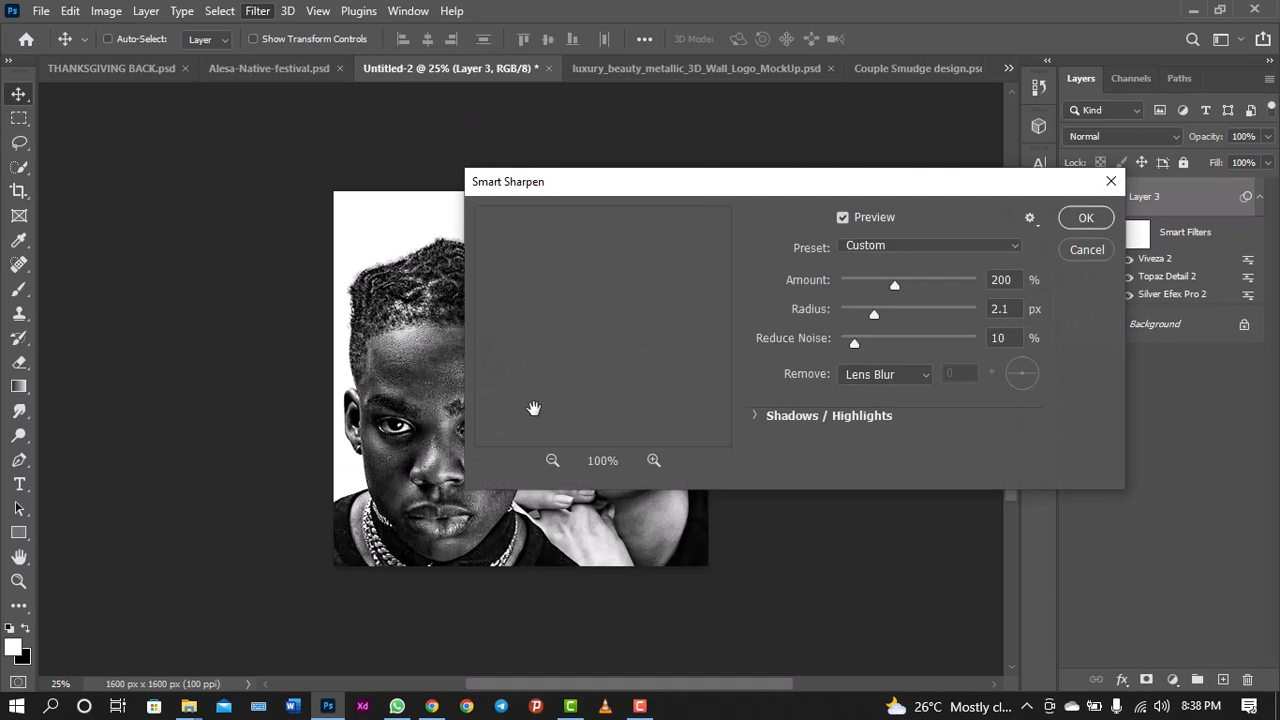 Ps File Edit Image Layer Type Select Filter 3D View Plugins Window Help
Auto-Select: Layer Show Transform Controls ••• 3D Mode:
THANKSGIVING BACK.psd × Alesa-Native-festival.psd × Untitled-2 @ 25% (Layer 3, RGB/8) * × luxury_beauty_metallic_3D_Wall_Logo_MockUp.psd × Couple Smudge design.ps
Layers Channels Paths
Kind
Normal Opacity: 100%
Lock: Fill: 100%
Layer 3
Smart Filters
Viveza 2
Topaz Detail 2
Silver Efex Pro 2
Background
Smart Sharpen
Preview
OK
Preset: Custom
Cancel
Amount: 200 %
Radius: 2.1 px
Reduce Noise: 10 %
Remove: Lens Blur 0 °
Shadows / Highlights
100%
25% 1600 px x 1600 px (100 ppi)
26°C Mostly cl... 8:38 PM